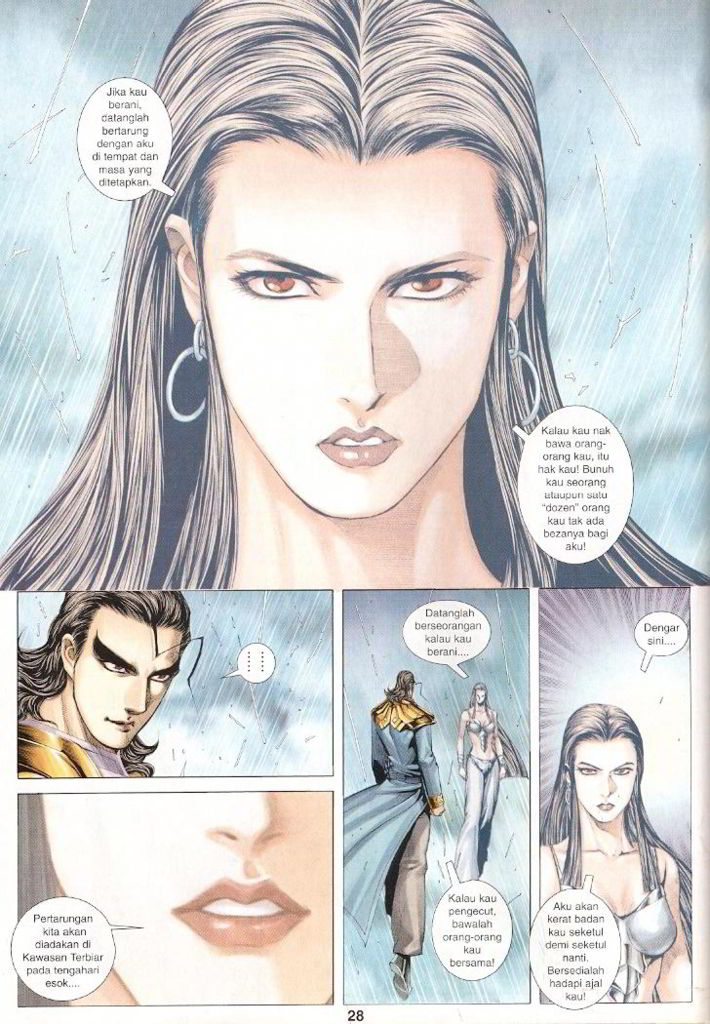 Jika kau
berani,
datanglah
bertarung
dengan aku
di tempat dan
masa yang
ditetapkan.
Kalau kau nak
bawa orang-
orang kau, itu
hak kau! Bunuh
kau seorang
ataupun satu
"dozen" orang
kau tak ada
bezanya bagi
aku!
Datanglah
berseorangan
kalau kau
berani....
Dengar
sini....
Pertarungan
kita akan
diadakan di
Kawasan Terbiar
pada tengahari
esok....
Kalau kau
pengecut,
bawalah
orang-orang
kau
bersama!
Aku akan
kerat badan
kau seketul
demi seketul
nanti.
Bersedialah
hadapi ajal
kau!
28